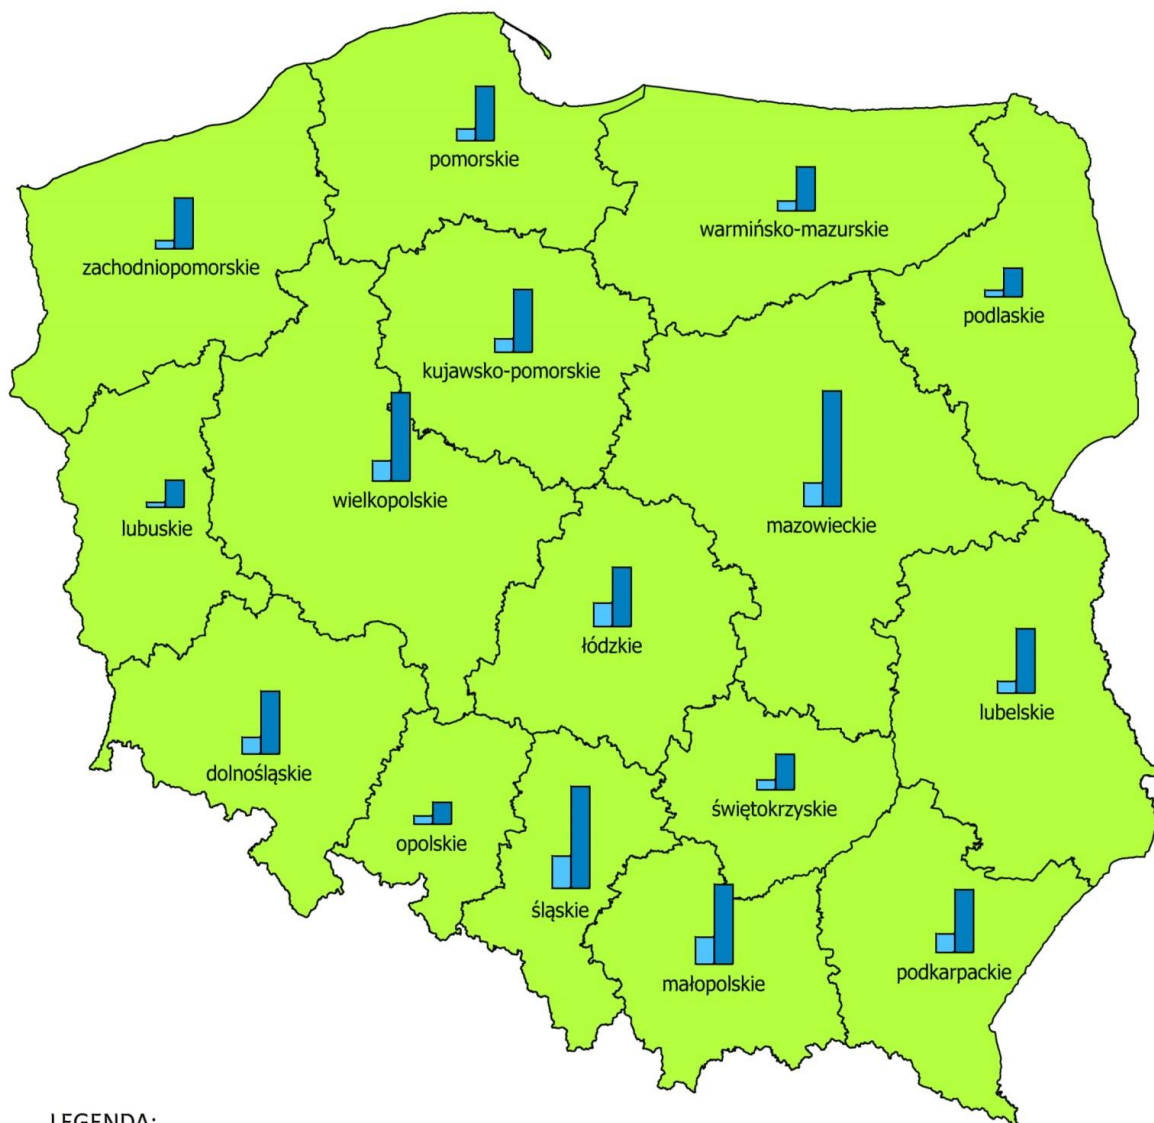 pomorskie
warmińsko-mazurskie
zachodniopomorskie
podlaskie
kujawsko-pomorskie
wielkopolskie
mazowieckie
lubuskie
łódzkie
lubelskie
dolnośląskie
świętokrzyskie
opolskie
śląskie
podkarpackie
małopolskie
LEGENDA: